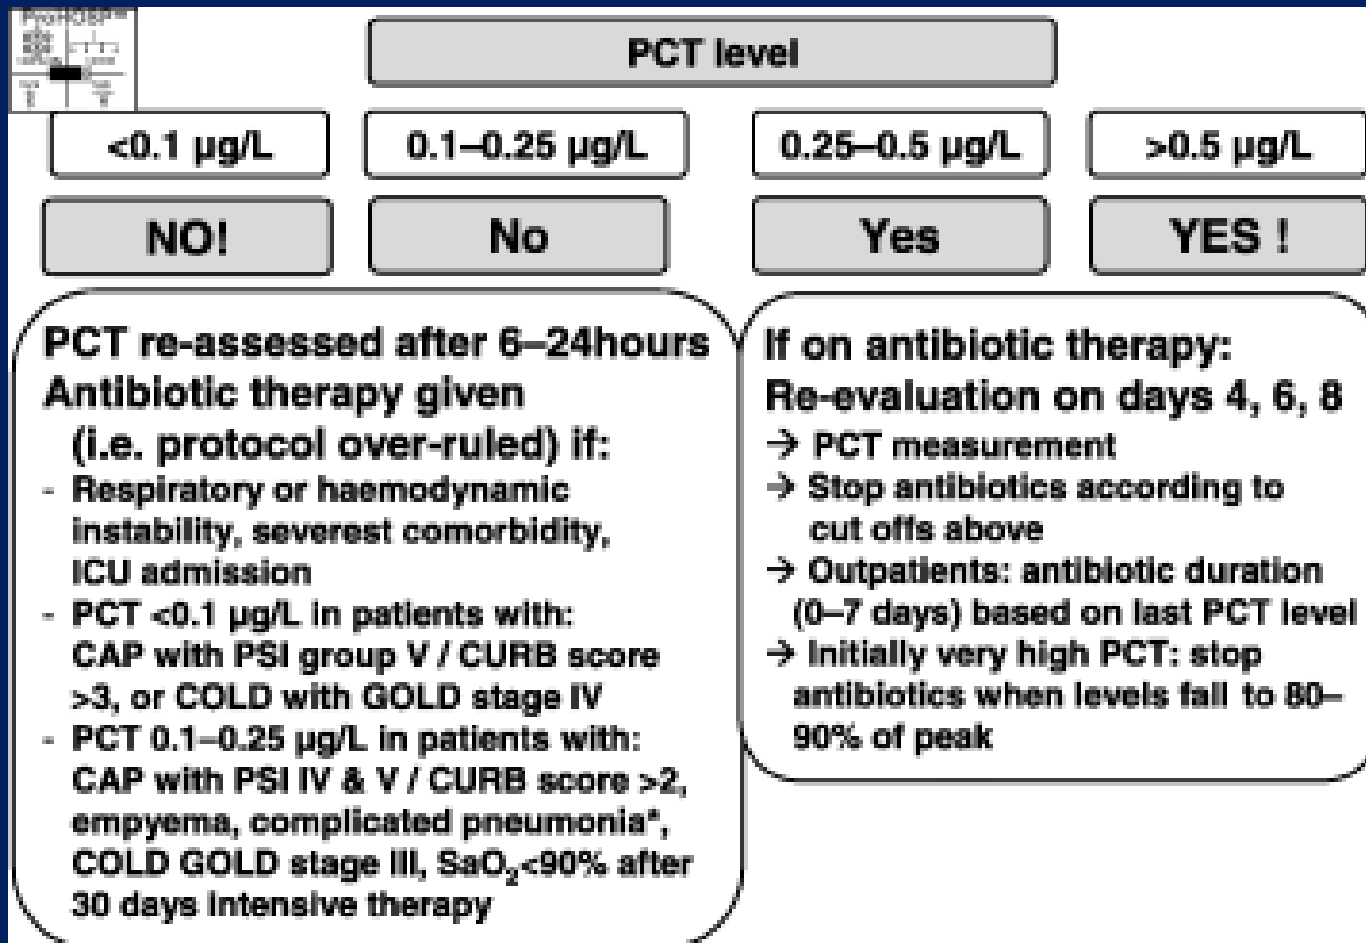 ProHOSP
PCT level
<0.1 µg/L
0.1–0.25 µg/L
0.25–0.5 µg/L
>0.5 µg/L
NO!
No
Yes
YES !
PCT re-assessed after 6–24hours
Antibiotic therapy given
(i.e. protocol over-ruled) if:
- Respiratory or haemodynamic
instability, severest comorbidity,
ICU admission
- PCT <0.1 µg/L in patients with:
CAP with PSI group V / CURB score
>3, or COLD with GOLD stage IV
- PCT 0.1–0.25 µg/L in patients with:
CAP with PSI IV & V / CURB score >2,
empyema, complicated pneumonia*,
COLD GOLD stage III, SaO₂<90% after
30 days intensive therapy
If on antibiotic therapy:
Re-evaluation on days 4, 6, 8
→ PCT measurement
→ Stop antibiotics according to
cut offs above
→ Outpatients: antibiotic duration
(0–7 days) based on last PCT level
→ Initially very high PCT: stop
antibiotics when levels fall to 80–
90% of peak